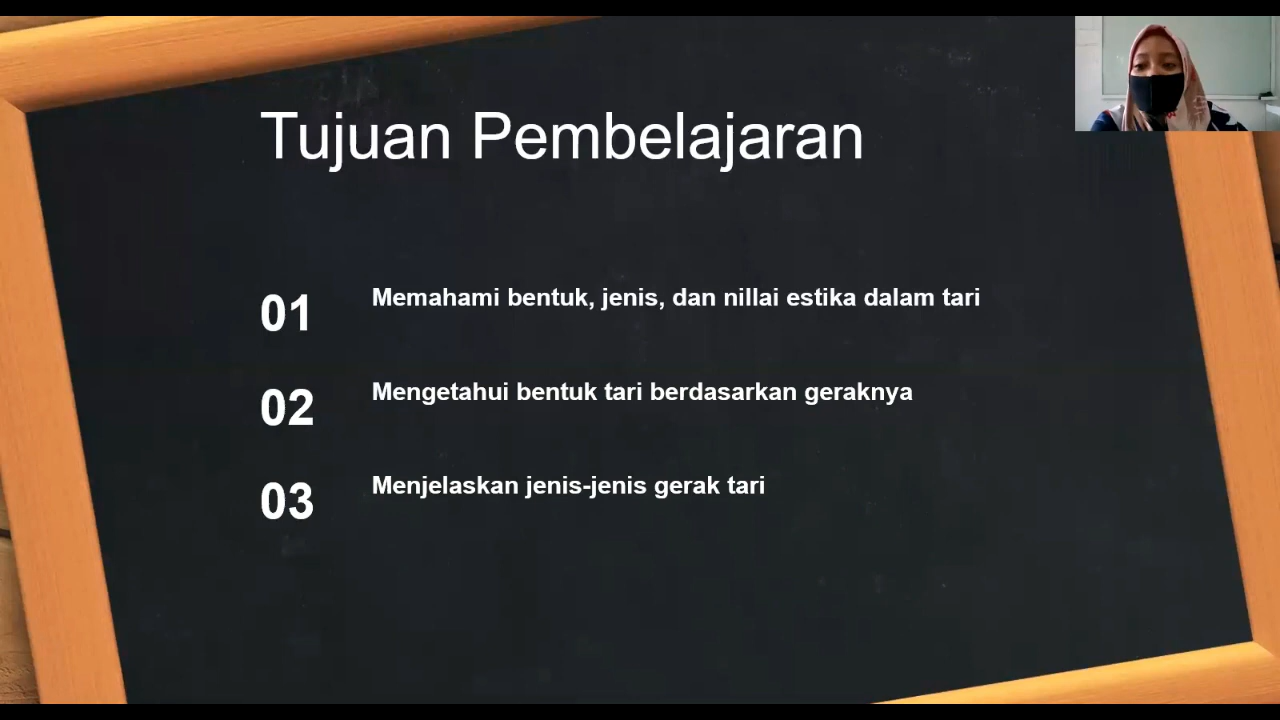 Tujuan Pembelajaran
01 Memahami bentuk, jenis, dan nillai estika dalam tari
02 Mengetahui bentuk tari berdasarkan geraknya
03 Menjelaskan jenis-jenis gerak tari